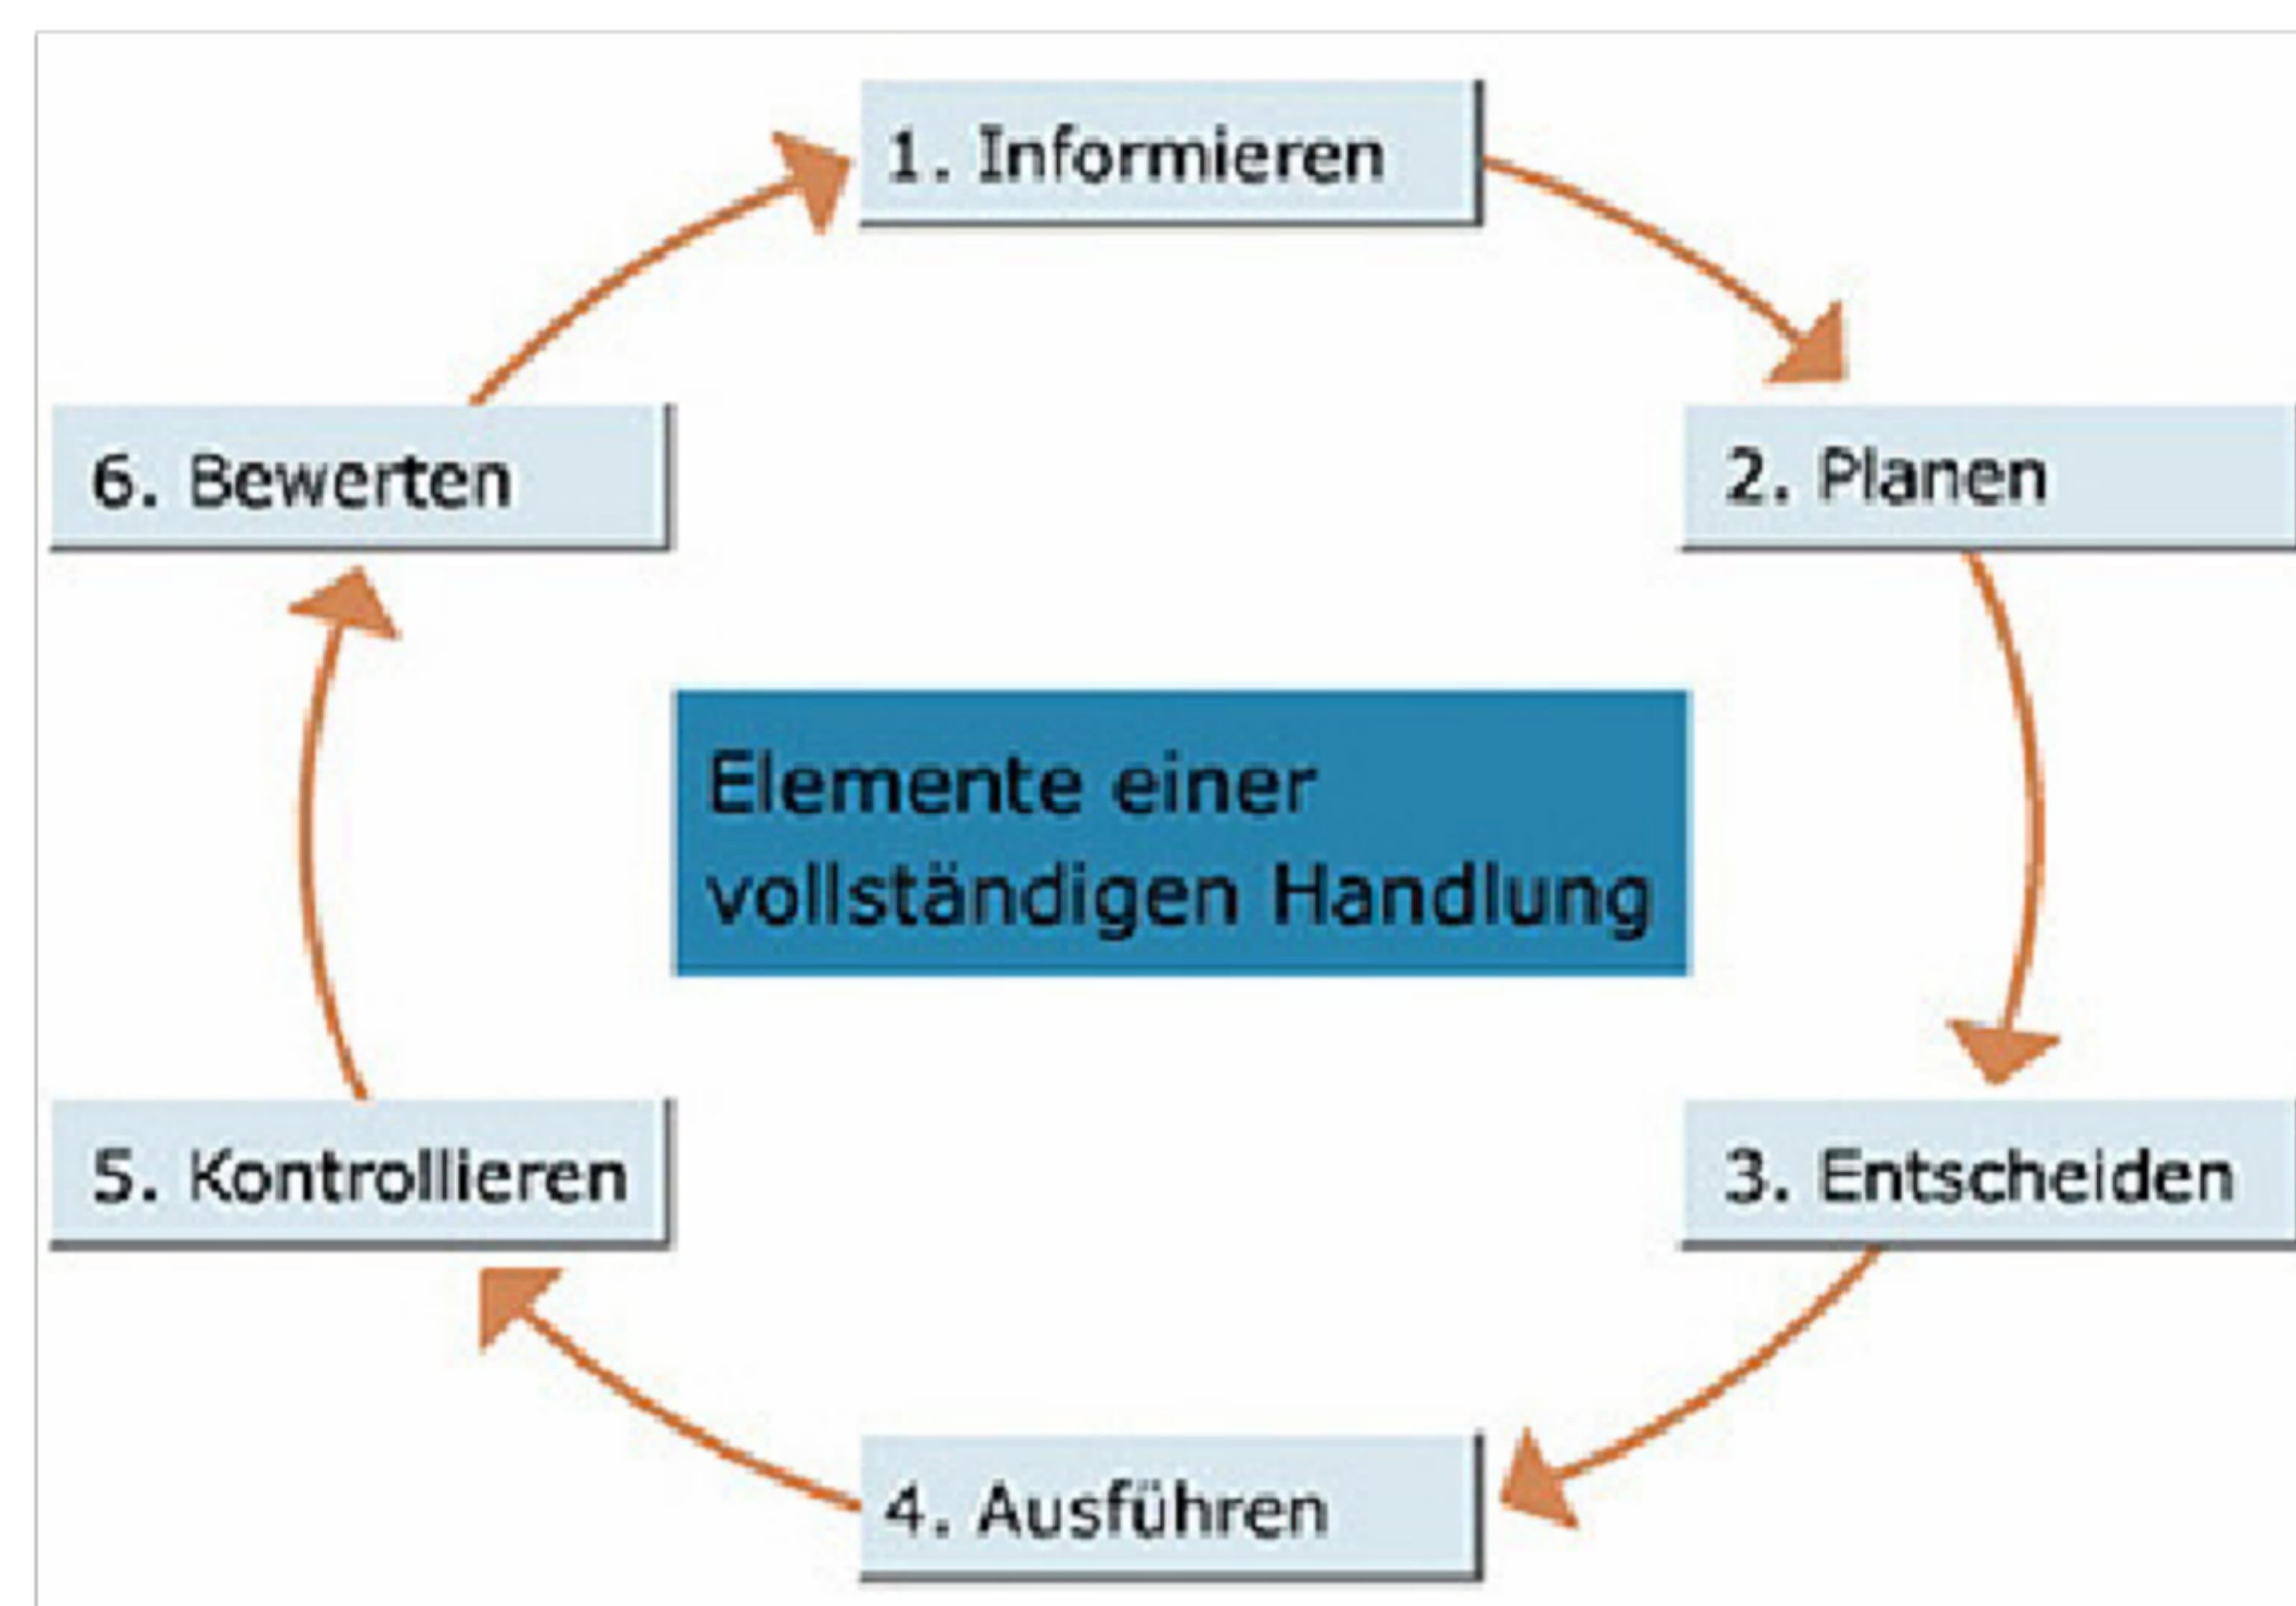 1. Informieren
2. Planen
3. Entscheiden
4. Ausführen
5. Kontrollieren
6. Bewerten
Elemente einer
vollständigen Handlung